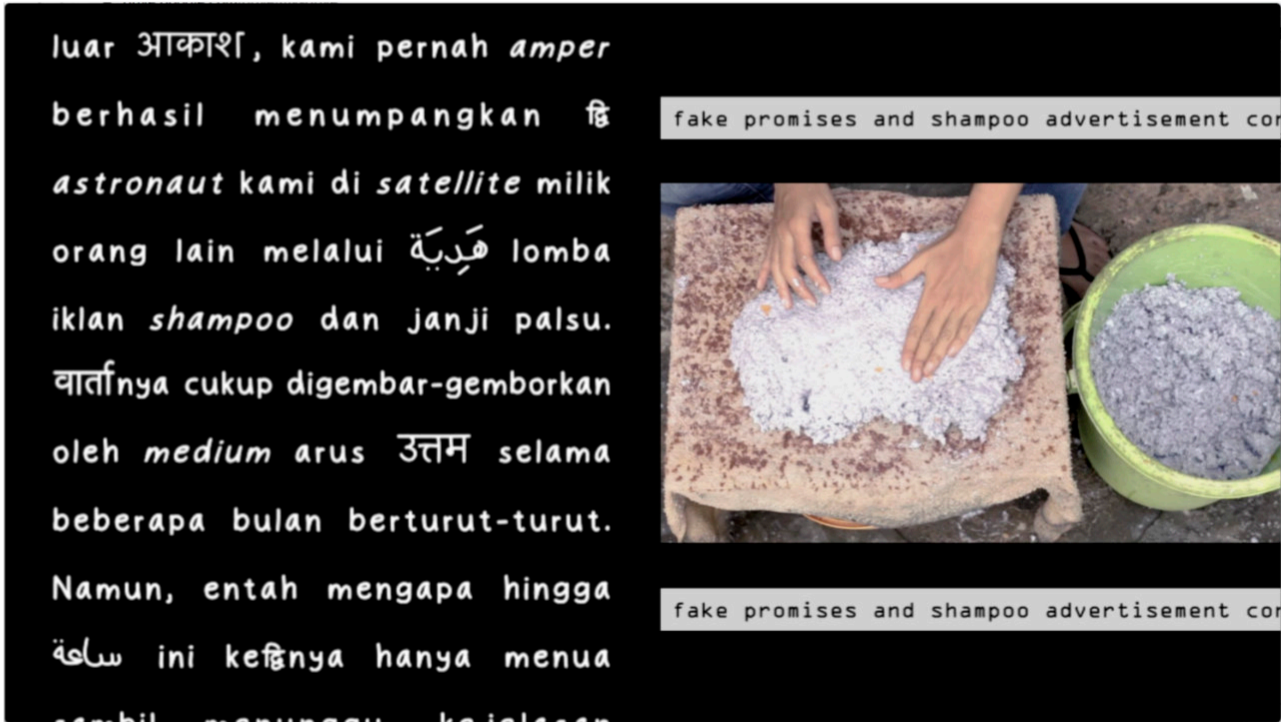 luar आकाश, kami pernah amper
berhasil menumpangkan द्वि
astronaut kami di satellite milik
orang lain melalui هَدِيَة lomba
iklan shampoo dan janji palsu.
वार्ताnya cukup digembar-gemborkan
oleh medium arus उत्तम selama
beberapa bulan berturut-turut.
Namun, entah mengapa hingga
ساعة ini keद्विnya hanya menua
fake promises and shampoo advertisement
fake promises and shampoo advertisement